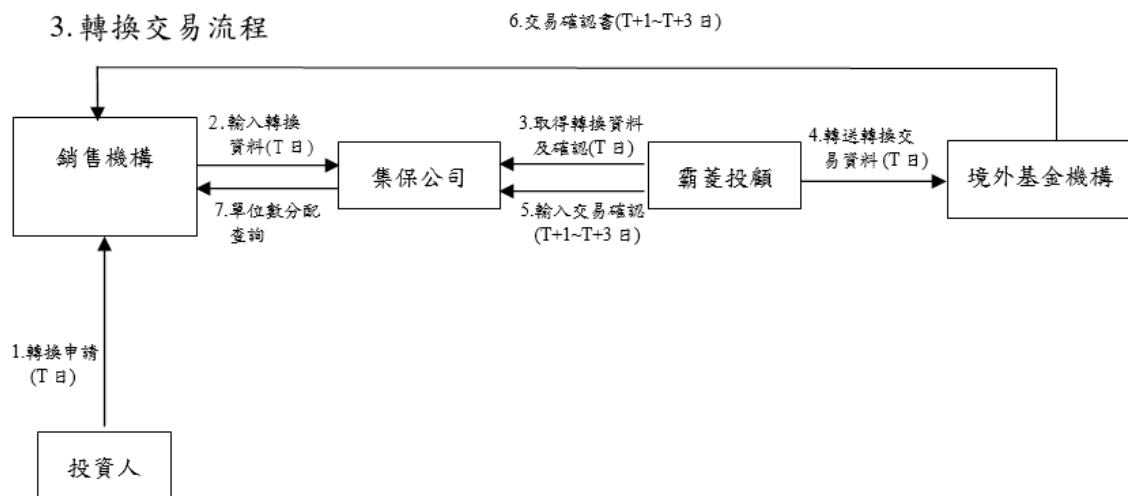 3.轉換交易流程
6.交易確認書(T+1~T+3 日)
銷售機構
2.輸入轉換
資料(T 日)
集保公司
3.取得轉換資料
及確認(T 日)
霸菱投顧
4.轉送轉換交
易資料(T 日)
境外基金機構
7.單位數分配
查詢
5.輸入交易確認
(T+1~T+3 日)
1.轉換申請
(T 日)
投資人